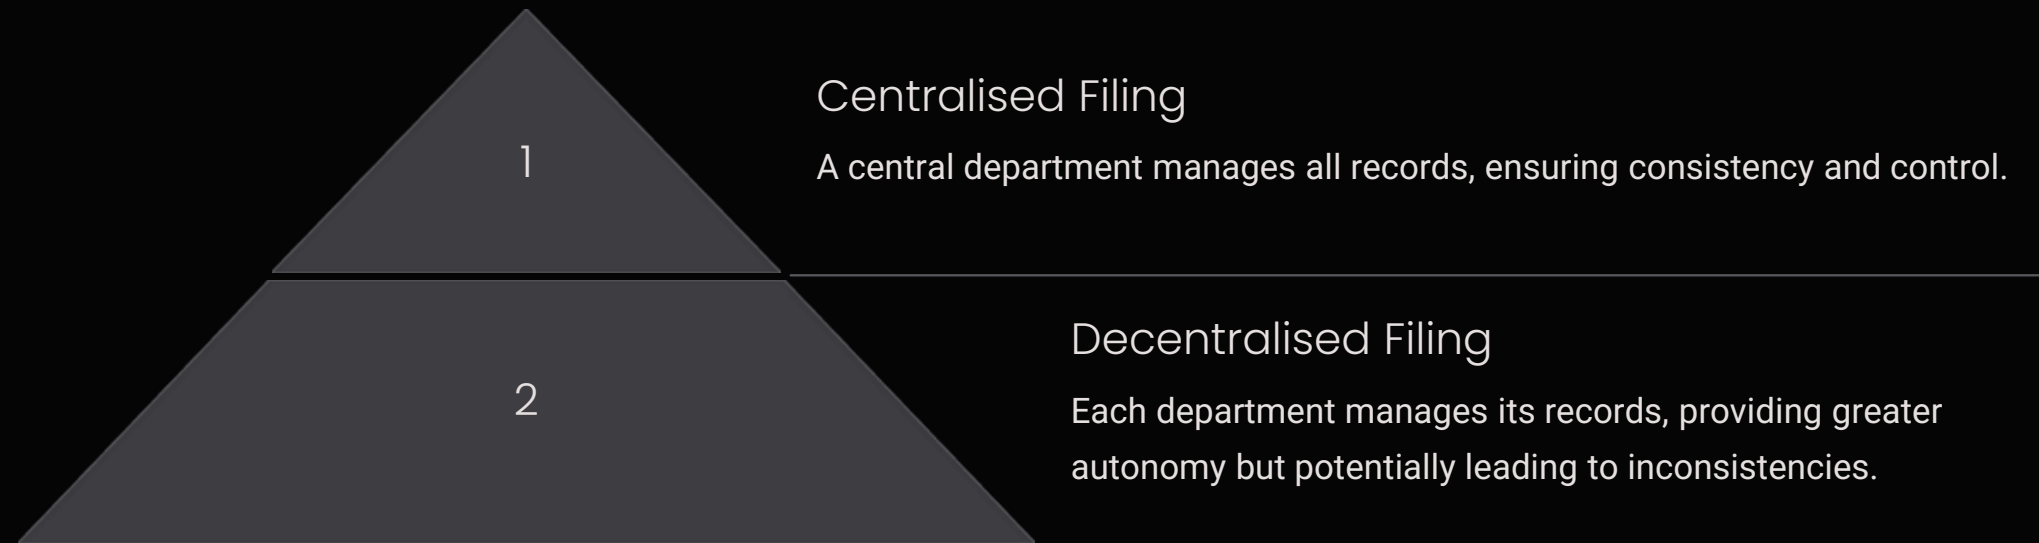 1
Centralised Filing
A central department manages all records, ensuring consistency and control.
2
Decentralised Filing
Each department manages its records, providing greater
autonomy but potentially leading to inconsistencies.